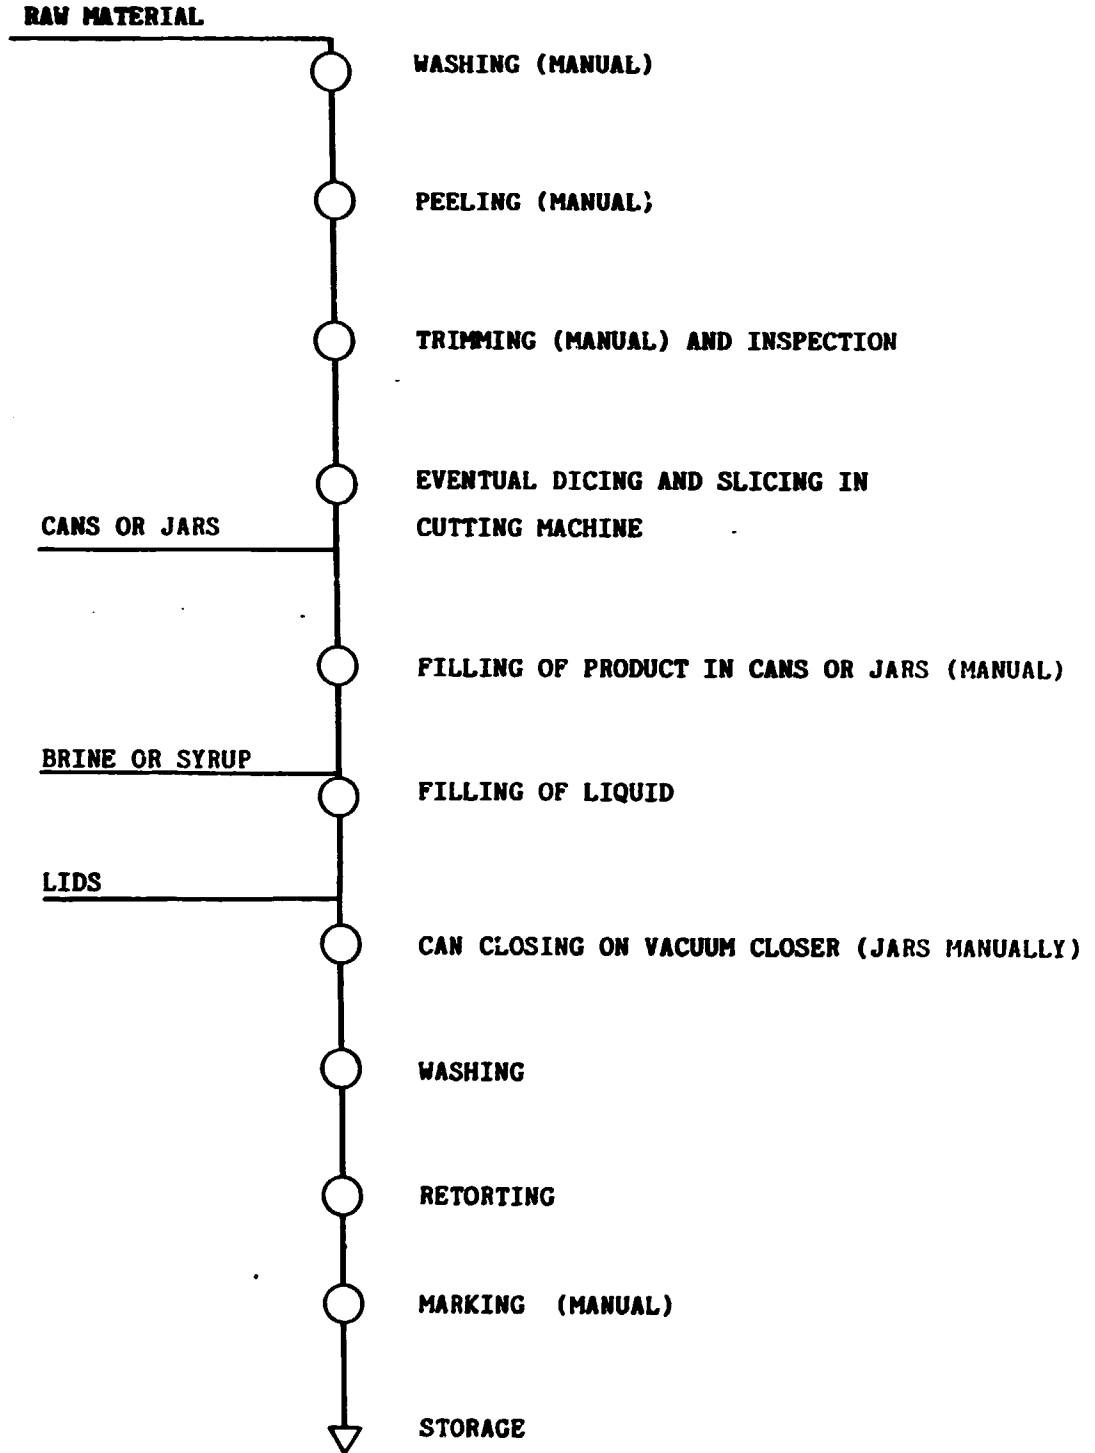 RAW MATERIAL
WASHING (MANUAL)
PEELING (MANUAL)
TRIMMING (MANUAL) AND INSPECTION
EVENTUAL DICING AND SLICING IN
CUTTING MACHINE
CANS OR JARS
FILLING OF PRODUCT IN CANS OR JARS (MANUAL)
BRINE OR SYRUP
FILLING OF LIQUID
LIDS
CAN CLOSING ON VACUUM CLOSER (JARS MANUALLY)
WASHING
RETORTING
MARKING (MANUAL)
STORAGE